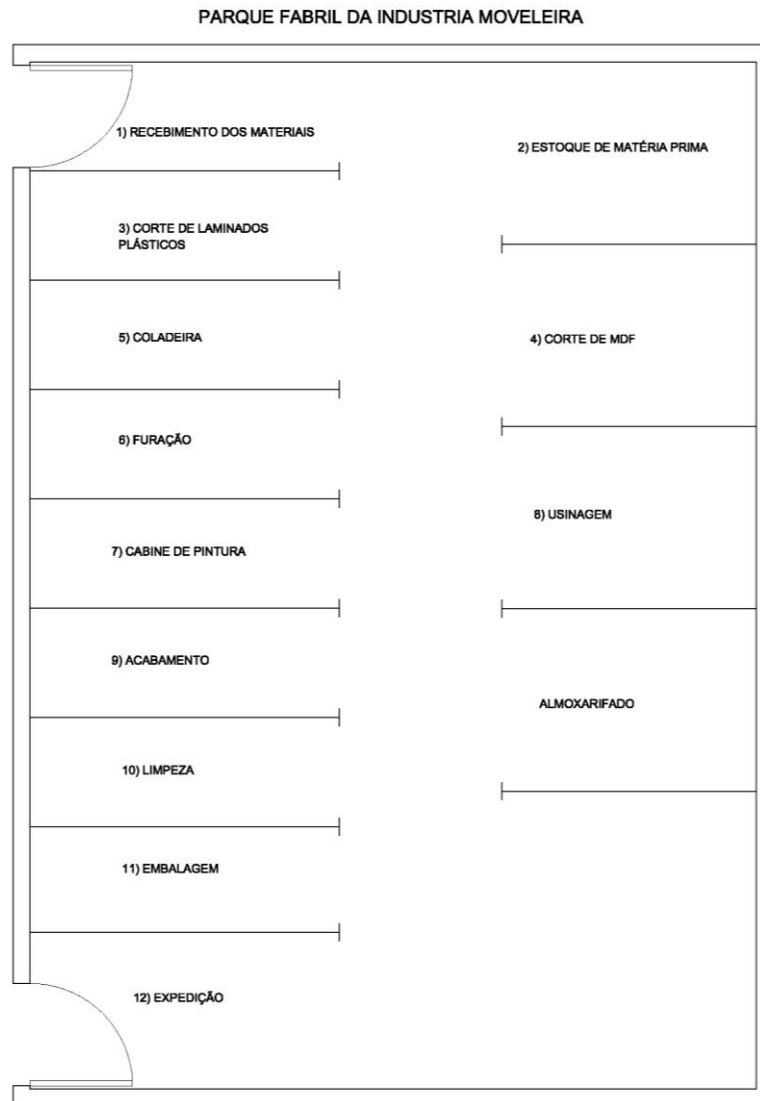 PARQUE FABRIL DA INDUSTRIA MOVELEIRA
1) RECEBIMENTO DOS MATERIAIS
2) ESTOQUE DE MATÉRIA PRIMA
3) CORTE DE LAMINADOS
PLÁSTICOS
5) COLADEIRA
4) CORTE DE MDF
6) FURAÇÃO
8) USINAGEM
7) CABINE DE PINTURA
9) ACABAMENTO
ALMOXARIFADO
10) LIMPEZA
11) EMBALAGEM
12) EXPEDIÇÃO